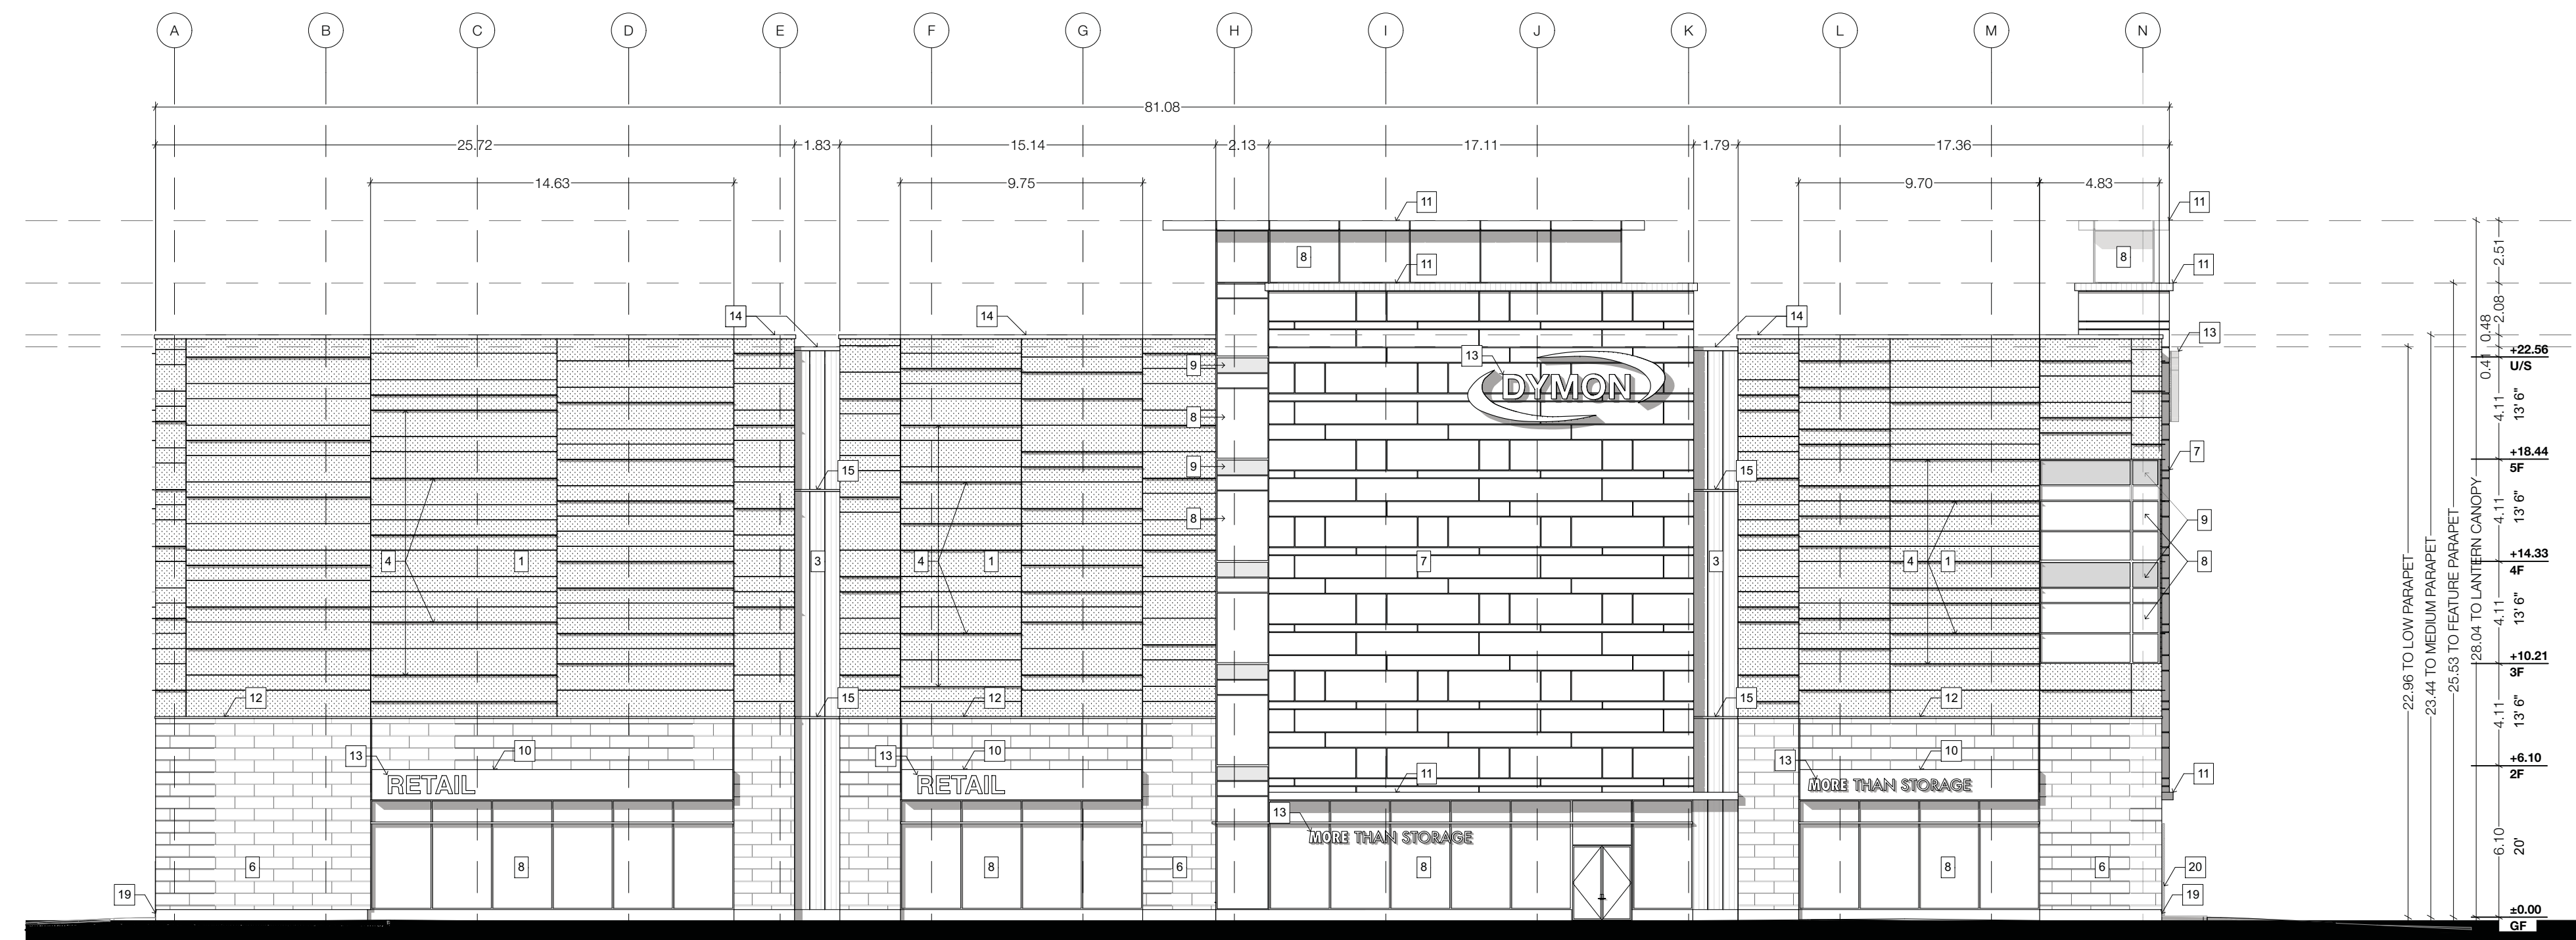 A B C D E F G H I J K L M N
81.08
25.72 1.83 15.14 2.13 17.11 1.79 17.36
14.63 9.75 9.70 4.83
11 11
8 11 8 11
14 14 14
13 13
DYMON
9
8
9
8
15 15
4 1 3 4 1 7 3 4 1
7
9
8
12 15 12 15 12
13 10 13 10 13 10
RETAIL RETAIL MORE THAN STORAGE
11 11
13
MORE THAN STORAGE
6 8 8 6 8 8 6 20
19 19
22.96 TO LOW PARAPET
23.44 TO MEDIUM PARAPET
25.53 TO FEATURE PARAPET
28.04 TO LANTERN CANOPY
2.51
2.08
0.48
0.41
+22.56
U/S
4.11 13' 6"
+18.44
5F
4.11 13' 6"
+14.33
4F
4.11 13' 6"
+10.21
3F
4.11 13' 6"
+6.10
2F
6.10 20'
±0.00
GF